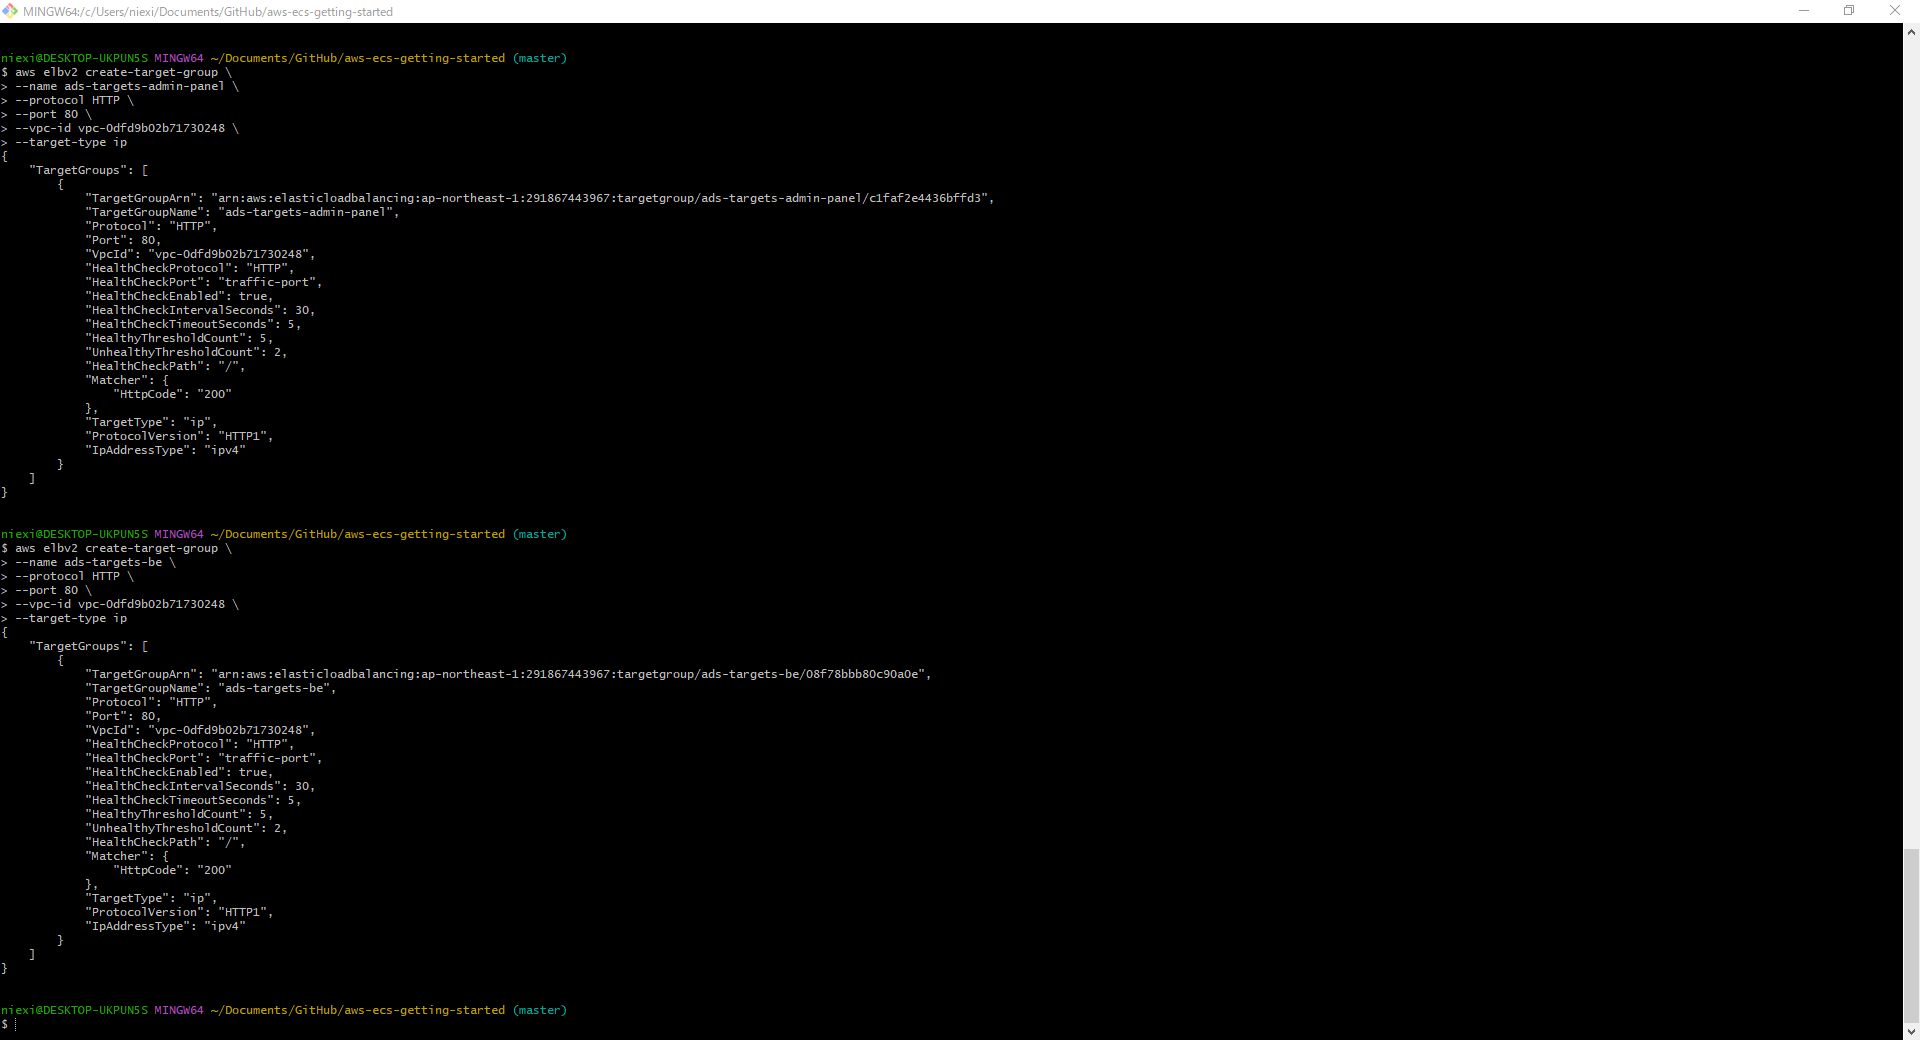 MINGW64:/c/Users/niexi/Documents/GitHub/aws-ecs-getting-started
niexi@DESKTOP-UKPUN5S MINGW64 ~/Documents/GitHub/aws-ecs-getting-started (master)
$ aws elbv2 create-target-group \
> --name ads-targets-admin-panel \
> --protocol HTTP \
> --port 80 \
> --vpc-id vpc-0dfd9b02b71730248 \
> --target-type ip
{
    "TargetGroups": [
        {
            "TargetGroupArn": "arn:aws:elasticloadbalancing:ap-northeast-1:291867443967:targetgroup/ads-targets-admin-panel/c1faf2e4436bffd3",
            "TargetGroupName": "ads-targets-admin-panel",
            "Protocol": "HTTP",
            "Port": 80,
            "VpcId": "vpc-0dfd9b02b71730248",
            "HealthCheckProtocol": "HTTP",
            "HealthCheckPort": "traffic-port",
            "HealthCheckEnabled": true,
            "HealthCheckIntervalSeconds": 30,
            "HealthCheckTimeoutSeconds": 5,
            "HealthyThresholdCount": 5,
            "UnhealthyThresholdCount": 2,
            "HealthCheckPath": "/",
            "Matcher": {
                "HttpCode": "200"
            },
            "TargetType": "ip",
            "ProtocolVersion": "HTTP1",
            "IpAddressType": "ipv4"
        }
    ]
}
niexi@DESKTOP-UKPUN5S MINGW64 ~/Documents/GitHub/aws-ecs-getting-started (master)
$ aws elbv2 create-target-group \
> --name ads-targets-be \
> --protocol HTTP \
> --port 80 \
> --vpc-id vpc-0dfd9b02b71730248 \
> --target-type ip
{
    "TargetGroups": [
        {
            "TargetGroupArn": "arn:aws:elasticloadbalancing:ap-northeast-1:291867443967:targetgroup/ads-targets-be/08f78bbb80c90a0e",
            "TargetGroupName": "ads-targets-be",
            "Protocol": "HTTP",
            "Port": 80,
            "VpcId": "vpc-0dfd9b02b71730248",
            "HealthCheckProtocol": "HTTP",
            "HealthCheckPort": "traffic-port",
            "HealthCheckEnabled": true,
            "HealthCheckIntervalSeconds": 30,
            "HealthCheckTimeoutSeconds": 5,
            "HealthyThresholdCount": 5,
            "UnhealthyThresholdCount": 2,
            "HealthCheckPath": "/",
            "Matcher": {
                "HttpCode": "200"
            },
            "TargetType": "ip",
            "ProtocolVersion": "HTTP1",
            "IpAddressType": "ipv4"
        }
    ]
}
niexi@DESKTOP-UKPUN5S MINGW64 ~/Documents/GitHub/aws-ecs-getting-started (master)
$